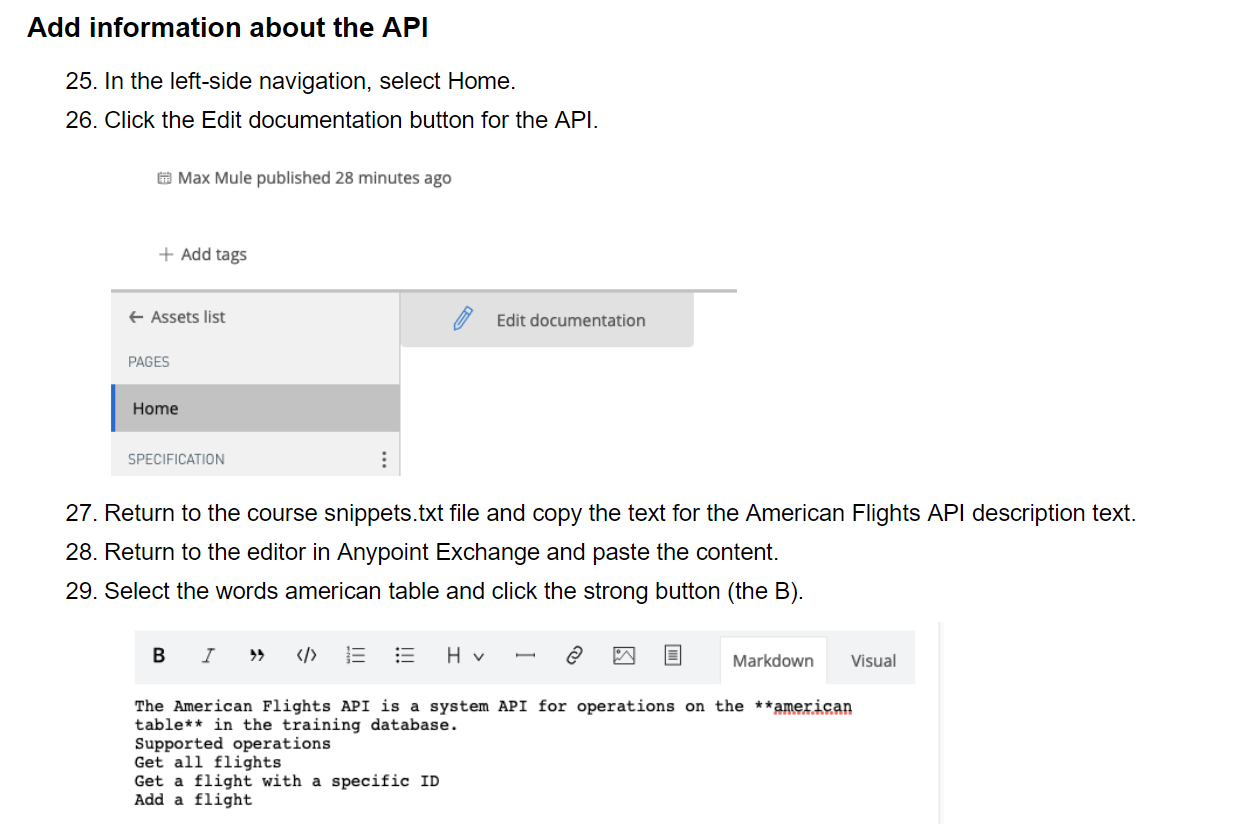 Add information about the API
25. In the left-side navigation, select Home.
26. Click the Edit documentation button for the API.
Max Mule published 28 minutes ago
+ Add tags
← Assets list
Edit documentation
PAGES
Home
SPECIFICATION
27. Return to the course snippets.txt file and copy the text for the American Flights API description text.
28. Return to the editor in Anypoint Exchange and paste the content.
29. Select the words american table and click the strong button (the B).
B I ” </> H Markdown Visual
The American Flights API is a system API for operations on the **american
table** in the training database.
Supported operations
Get all flights
Get a flight with a specific ID
Add a flight